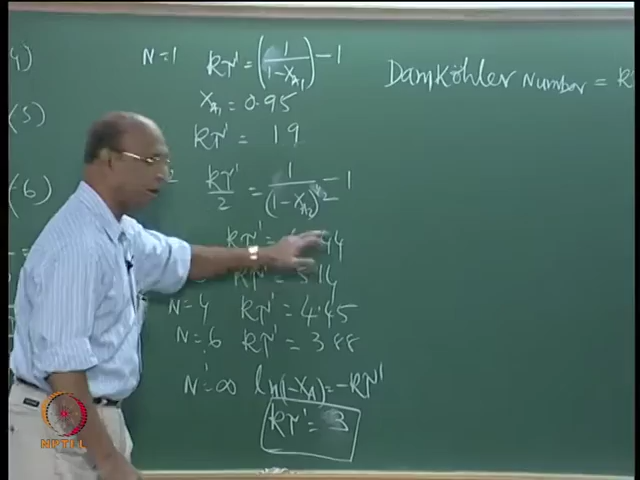 4)
(5)
(6)
N=1 kτ' = (1/(1-x_A1)) - 1
x_A1 = 0.95
kτ' = 19
kτ'/2 = 1/(1-x_A2)^1/2 - 1
kτ' = 44
kτ' = 5.14
N=4 kτ' = 4.45
N=6 kτ' = 3.88
N=∞ ln(1-x_A) = -kτ'
kτ' = 3
DamKöhler Number = k
NPTEL